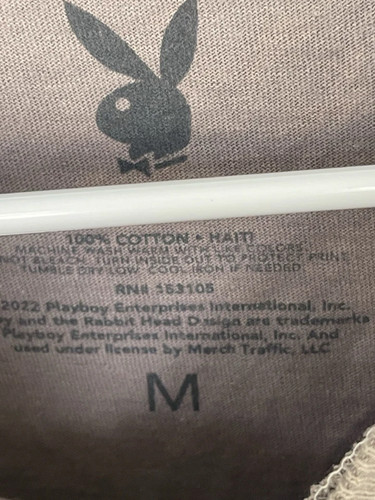 100% COTTON • HAITI
MACHINE WASH WARM WITH LIKE COLORS.
NOT BLEACH. TURN INSIDE OUT TO PROTECT PRINT.
TUMBLE DRY LOW. COOL IRON IF NEEDED.
RN# 153105
2022 Playboy Enterprises International, Inc.
and the Rabbit Head Design are trademarks
Playboy Enterprises International, Inc. And
used under license by Merch Traffic, LLC
M